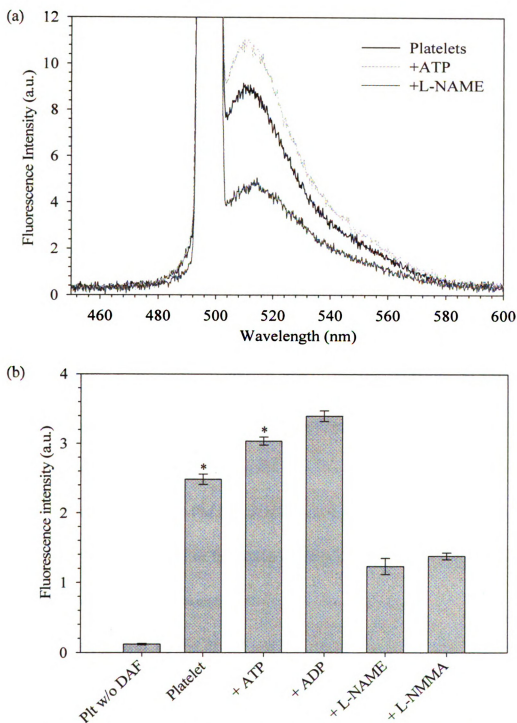 (a)
Fluorescence Intensity (a.u.)
12
10
8
6
4
2
0
Platelets
+ATP
+L-NAME
460 480 500 520 540 560 580 600
Wavelength (nm)
(b)
Fluorescence intensity (a.u.)
4
3
2
1
0
*
*
Plt w/o DAF
Platelet
+ ATP
+ ADP
+ L-NAME
+ L-NMMA